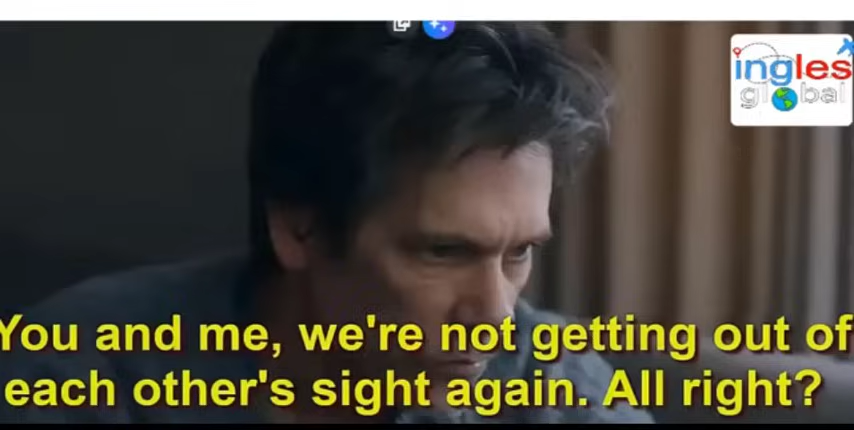 ingles
global
You and me, we're not getting out of
each other's sight again. All right?